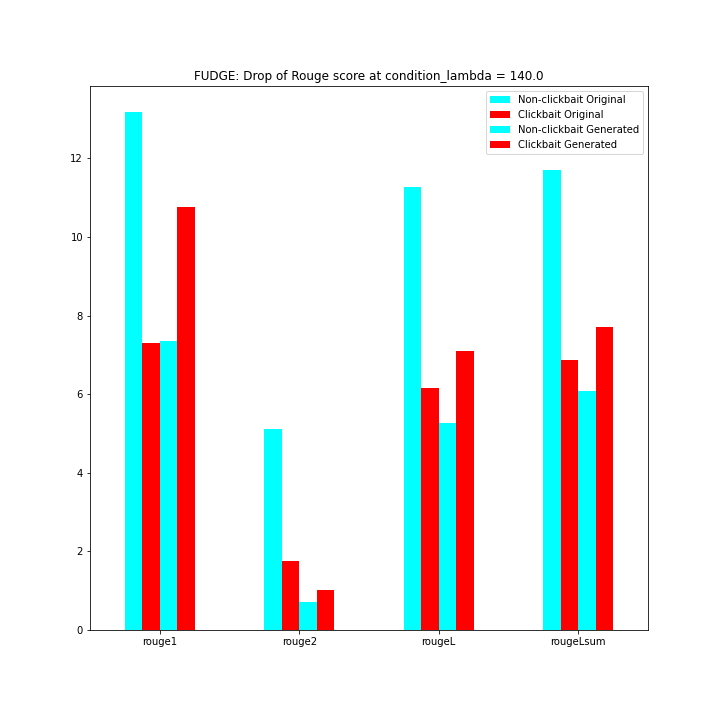 FUDGE: Drop of Rouge score at condition_lambda = 140.0
Non-clickbait Original
Clickbait Original
Non-clickbait Generated
Clickbait Generated
12
10
8
6
4
2
0
rouge1 rouge2 rougeL rougeLsum